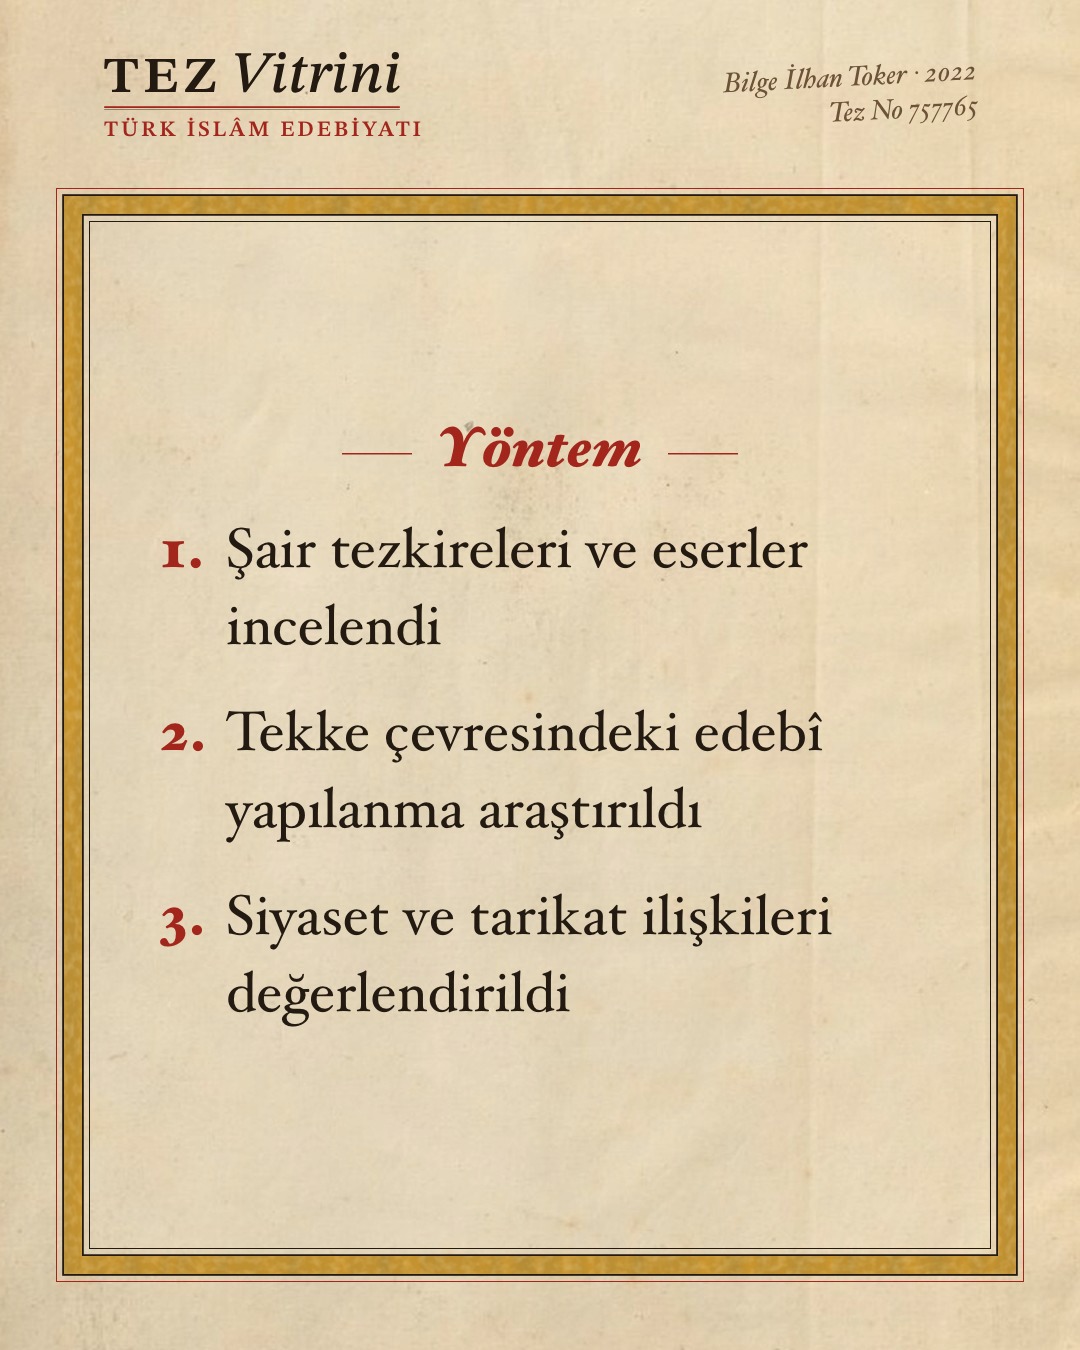 TEZ Vitrini
TÜRK İSLÂM EDEBİYATI
Bilge İlhan Toker · 2022
Tez No 757765
Yöntem
1. Şair tezkireleri ve eserler
incelendi
2. Tekke çevresindeki edebî
yapılanma araştırıldı
3. Siyaset ve tarikat ilişkileri
değerlendirildi